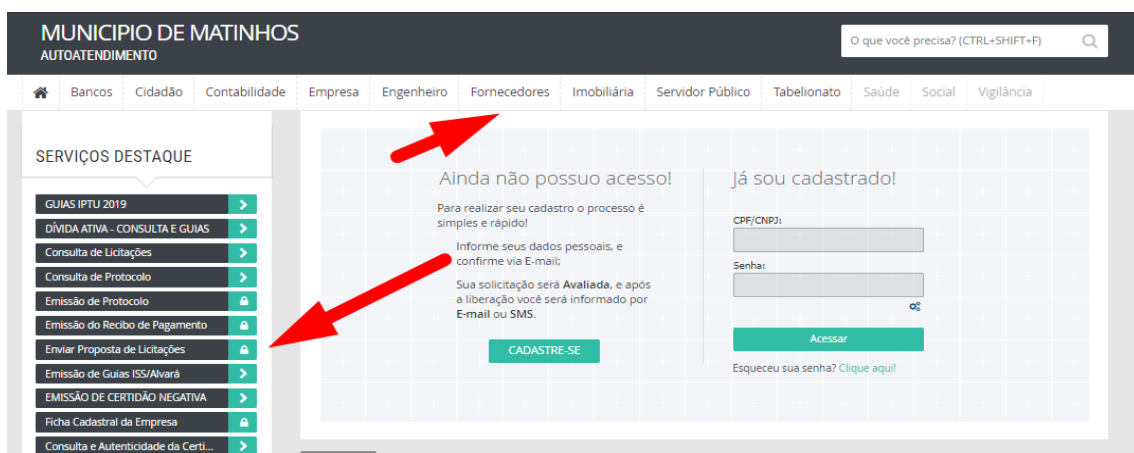 MUNICIPIO DE MATINHOS
AUTOATENDIMENTO
O que você precisa? (CTRL+SHIFT+F)
Bancos Cidadão Contabilidade Empresa Engenheiro Fornecedores Imobiliária Servidor Público Tabelionato Saúde Social Vigilância
SERVIÇOS DESTAQUE
GUIAS IPTU 2019
DÍVIDA ATIVA - CONSULTA E GUIAS
Consulta de Licitações
Consulta de Protocolo
Emissão de Protocolo
Emissão do Recibo de Pagamento
Enviar Proposta de Licitações
Emissão de Guias ISS/Alvará
EMISSÃO DE CERTIDÃO NEGATIVA
Ficha Cadastral da Empresa
Consulta e Autenticidade da Certi...
Ainda não possuo acesso!
Para realizar seu cadastro o processo é
simples e rápido!
Informe seus dados pessoais, e
confirme via E-mail;
Sua solicitação será Avaliada, e após
a liberação você será informado por
E-mail ou SMS.
CADASTRE-SE
Já sou cadastrado!
CPF/CNPJ:
Senha:
Acessar
Esqueceu sua senha? Clique aqui!